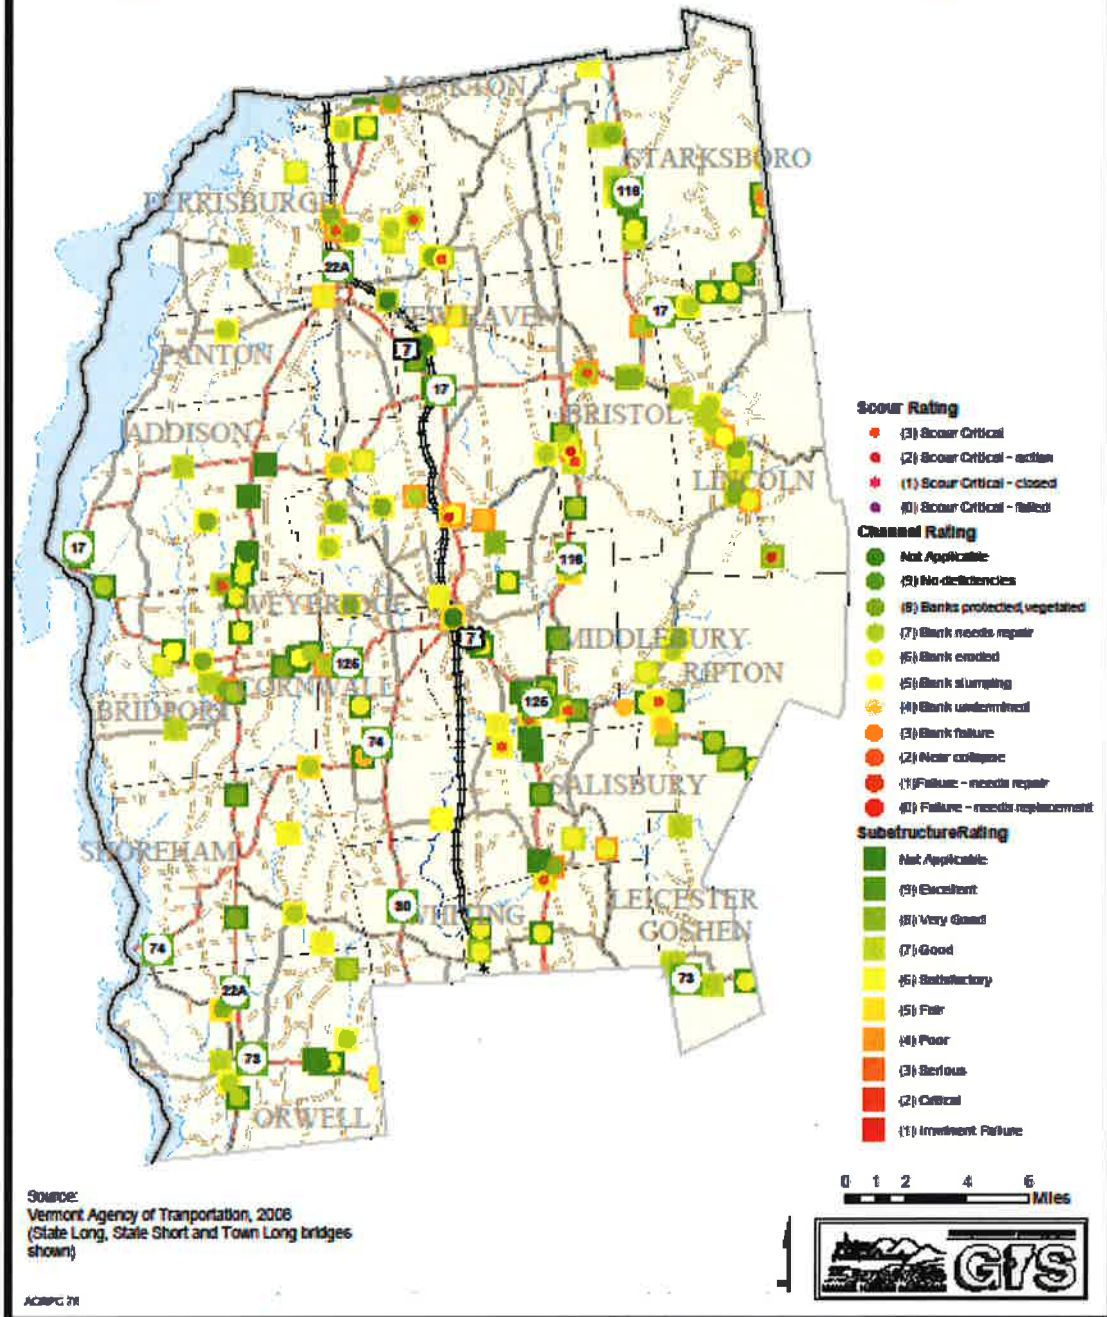 MONKTON
STARKSBORO
116
FERRISBURGH
22A
17
NEW HAVEN
7
PANTON
17
BRISTOL
ADDISON
LINCOLN
17
116
WEYBRIDGE
7
MIDDLEBURY
125
RIPTON
CORNWALL
125
BRIDPORT
74
SALISBURY
SHOREHAM
30
LEICESTER
WHITING
GOSHEN
74
*
73
22A
73
ORWELL
Scour Rating
(3) Scour Critical
(2) Scour Critical - action
(1) Scour Critical - closed
(0) Scour Critical - failed
Channel Rating
Not Applicable
(9) No deficiencies
(8) Banks protected, vegetated
(7) Bank needs repair
(6) Bank eroded
(5) Bank slumping
(4) Bank undermined
(3) Bank failure
(2) Near collapse
(1) Failure - needs repair
(0) Failure - needs replacement
SubstructureRating
Not Applicable
(9) Excellent
(8) Very Good
(7) Good
(6) Satisfactory
(5) Fair
(4) Poor
(3) Serious
(2) Critical
(1) Imminent Failure
0 1 2 4 6
Miles
Source:
Vermont Agency of Tranportation, 2006
(State Long, State Short and Town Long bridges
shown)
GIS